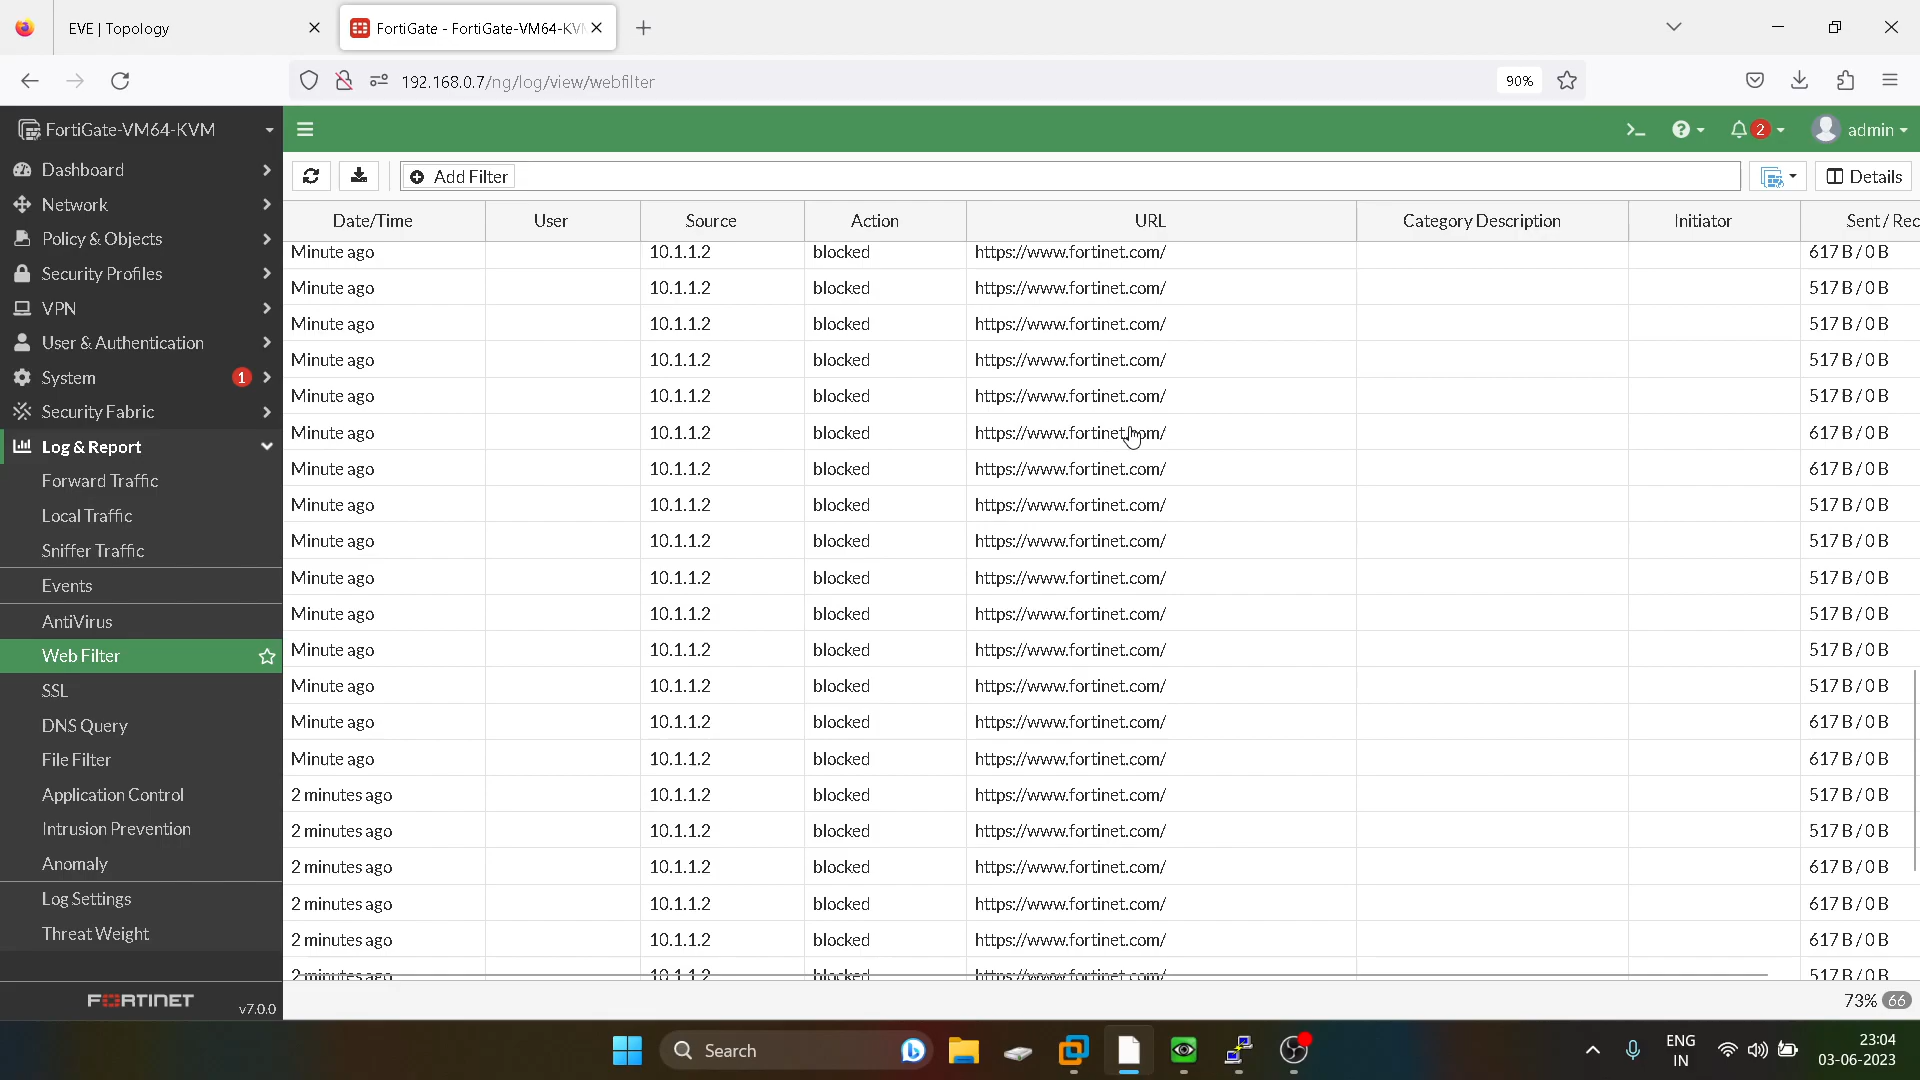 EVE | Topology
FortiGate - FortiGate-VM64-KV
192.168.0.7/ng/log/view/webfilter
90%
FortiGate-VM64-KVM
2
admin
Dashboard
Network
Policy & Objects
Security Profiles
VPN
User & Authentication
System 1
Security Fabric
Log & Report
Forward Traffic
Local Traffic
Sniffer Traffic
Events
AntiVirus
Web Filter
SSL
DNS Query
File Filter
Application Control
Intrusion Prevention
Anomaly
Log Settings
Threat Weight
FORTINET v7.0.0
Add Filter
Details
Date/Time User Source Action URL Category Description Initiator Sent / Rec
Minute ago 10.1.1.2 blocked https://www.fortinet.com/ 617 B / 0 B
Minute ago 10.1.1.2 blocked https://www.fortinet.com/ 517 B / 0 B
Minute ago 10.1.1.2 blocked https://www.fortinet.com/ 517 B / 0 B
Minute ago 10.1.1.2 blocked https://www.fortinet.com/ 517 B / 0 B
Minute ago 10.1.1.2 blocked https://www.fortinet.com/ 517 B / 0 B
Minute ago 10.1.1.2 blocked https://www.fortinet.com/ 617 B / 0 B
Minute ago 10.1.1.2 blocked https://www.fortinet.com/ 617 B / 0 B
Minute ago 10.1.1.2 blocked https://www.fortinet.com/ 517 B / 0 B
Minute ago 10.1.1.2 blocked https://www.fortinet.com/ 517 B / 0 B
Minute ago 10.1.1.2 blocked https://www.fortinet.com/ 517 B / 0 B
Minute ago 10.1.1.2 blocked https://www.fortinet.com/ 517 B / 0 B
Minute ago 10.1.1.2 blocked https://www.fortinet.com/ 517 B / 0 B
Minute ago 10.1.1.2 blocked https://www.fortinet.com/ 517 B / 0 B
Minute ago 10.1.1.2 blocked https://www.fortinet.com/ 617 B / 0 B
Minute ago 10.1.1.2 blocked https://www.fortinet.com/ 617 B / 0 B
2 minutes ago 10.1.1.2 blocked https://www.fortinet.com/ 617 B / 0 B
2 minutes ago 10.1.1.2 blocked https://www.fortinet.com/ 517 B / 0 B
2 minutes ago 10.1.1.2 blocked https://www.fortinet.com/ 617 B / 0 B
2 minutes ago 10.1.1.2 blocked https://www.fortinet.com/ 617 B / 0 B
2 minutes ago 10.1.1.2 blocked https://www.fortinet.com/ 617 B / 0 B
2 minutes ago 10.1.1.2 blocked https://www.fortinet.com/ 517 B / 0 B
73% 66
Search
ENG
IN
23:04
03-06-2023